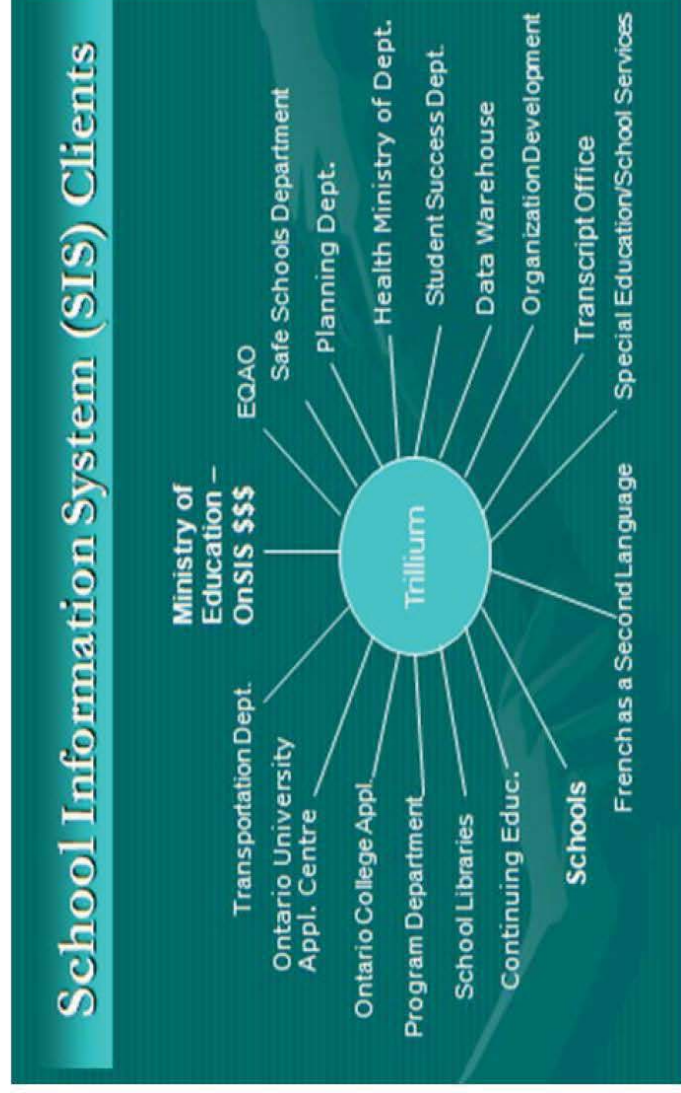 School Information System (SIS) Clients
Ministry of
Education –
OnSIS $$$
EQAO
Safe Schools Department
Planning Dept.
Health Ministry of Dept.
Student Success Dept.
Data Warehouse
Organization Development
Transcript Office
Special Education/School Services
French as a Second Language
Schools
Continuing Educ.
School Libraries
Program Department
Ontario College Appl.
Ontario University
Appl. Centre
Transportation Dept.
Trillium